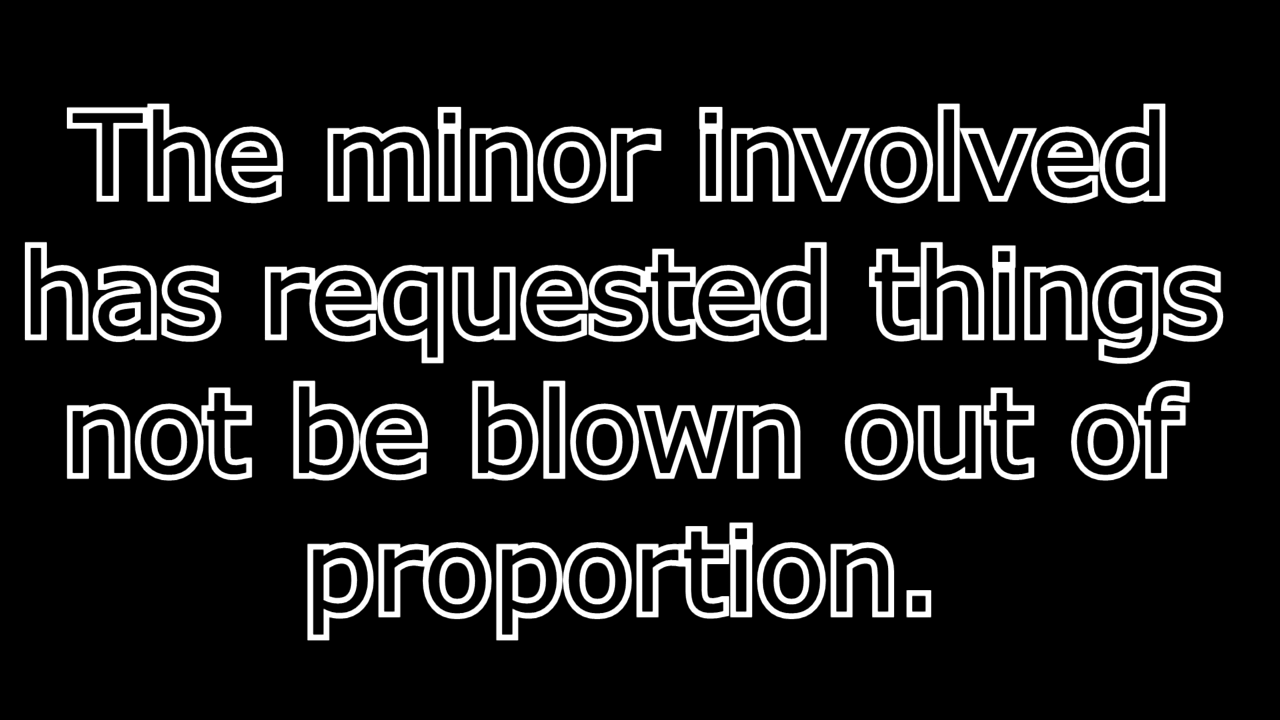 The minor involved
has requested things
not be blown out of
proportion.